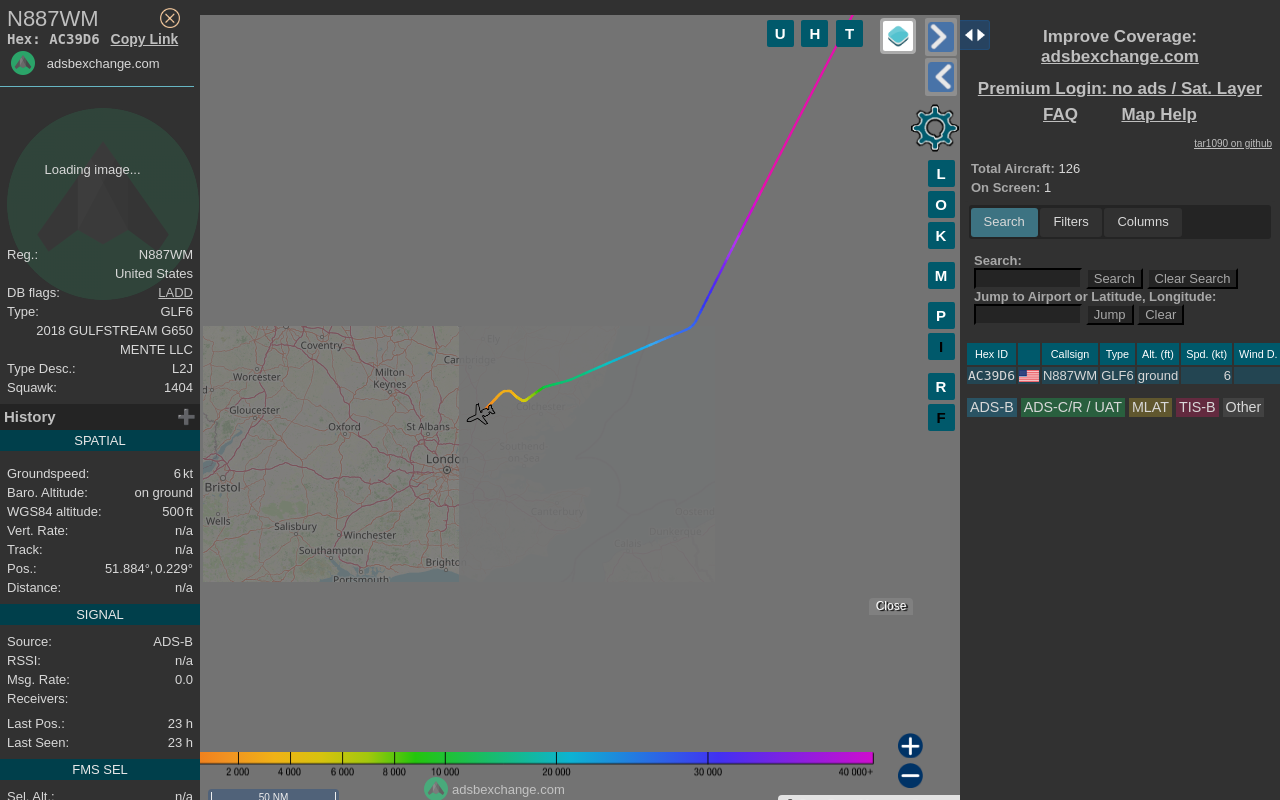 N887WM
Hex: AC39D6 Copy Link
adsbexchange.com
Loading image...
Reg.: N887WM
United States
DB flags: LADD
Type: GLF6
2018 GULFSTREAM G650
MENTE LLC
Type Desc.: L2J
Squawk: 1404
History
SPATIAL
Groundspeed: 6 kt
Baro. Altitude: on ground
WGS84 altitude: 500 ft
Vert. Rate: n/a
Track: n/a
Pos.: 51.884°, 0.229°
Distance: n/a
SIGNAL
Source: ADS-B
RSSI: n/a
Msg. Rate: 0.0
Receivers:
Last Pos.: 23 h
Last Seen: 23 h
FMS SEL
Sel. Alt.: n/a
U H T
L
O
K
M
P
I
R
F
Coventry
Worcester
Milton
Keynes
Gloucester
Oxford
St Albans
London
Bristol
Wells
Salisbury
Winchester
Southampton
Portsmouth
Close
2 000 4 000 6 000 8 000 10 000 20 000 30 000 40 000+
adsbexchange.com
50 NM
Improve Coverage:
adsbexchange.com
Premium Login: no ads / Sat. Layer
FAQ Map Help
tar1090 on github
Total Aircraft: 126
On Screen: 1
Search Filters Columns
Search:
Search Clear Search
Jump to Airport or Latitude, Longitude:
Jump Clear
Hex ID Callsign Type Alt. (ft) Spd. (kt) Wind D.
AC39D6 N887WM GLF6 ground 6
ADS-B ADS-C/R / UAT MLAT TIS-B Other